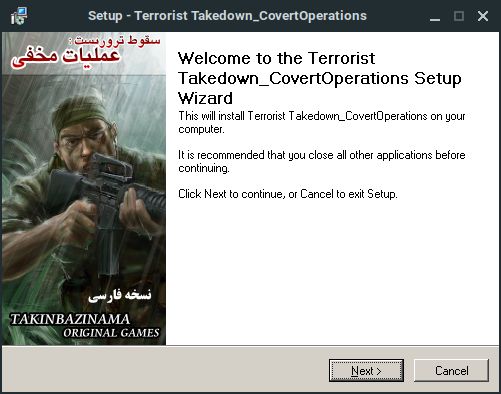 Setup - Terrorist Takedown_CovertOperations
سقوط تروریست :
عملیات مخفی
نسخه فارسی
TAKINBAZINAMA
ORIGINAL GAMES
Welcome to the Terrorist
Takedown_CovertOperations Setup
Wizard
This will install Terrorist Takedown_CovertOperations on your
computer.
It is recommended that you close all other applications before
continuing.
Click Next to continue, or Cancel to exit Setup.
Next >
Cancel